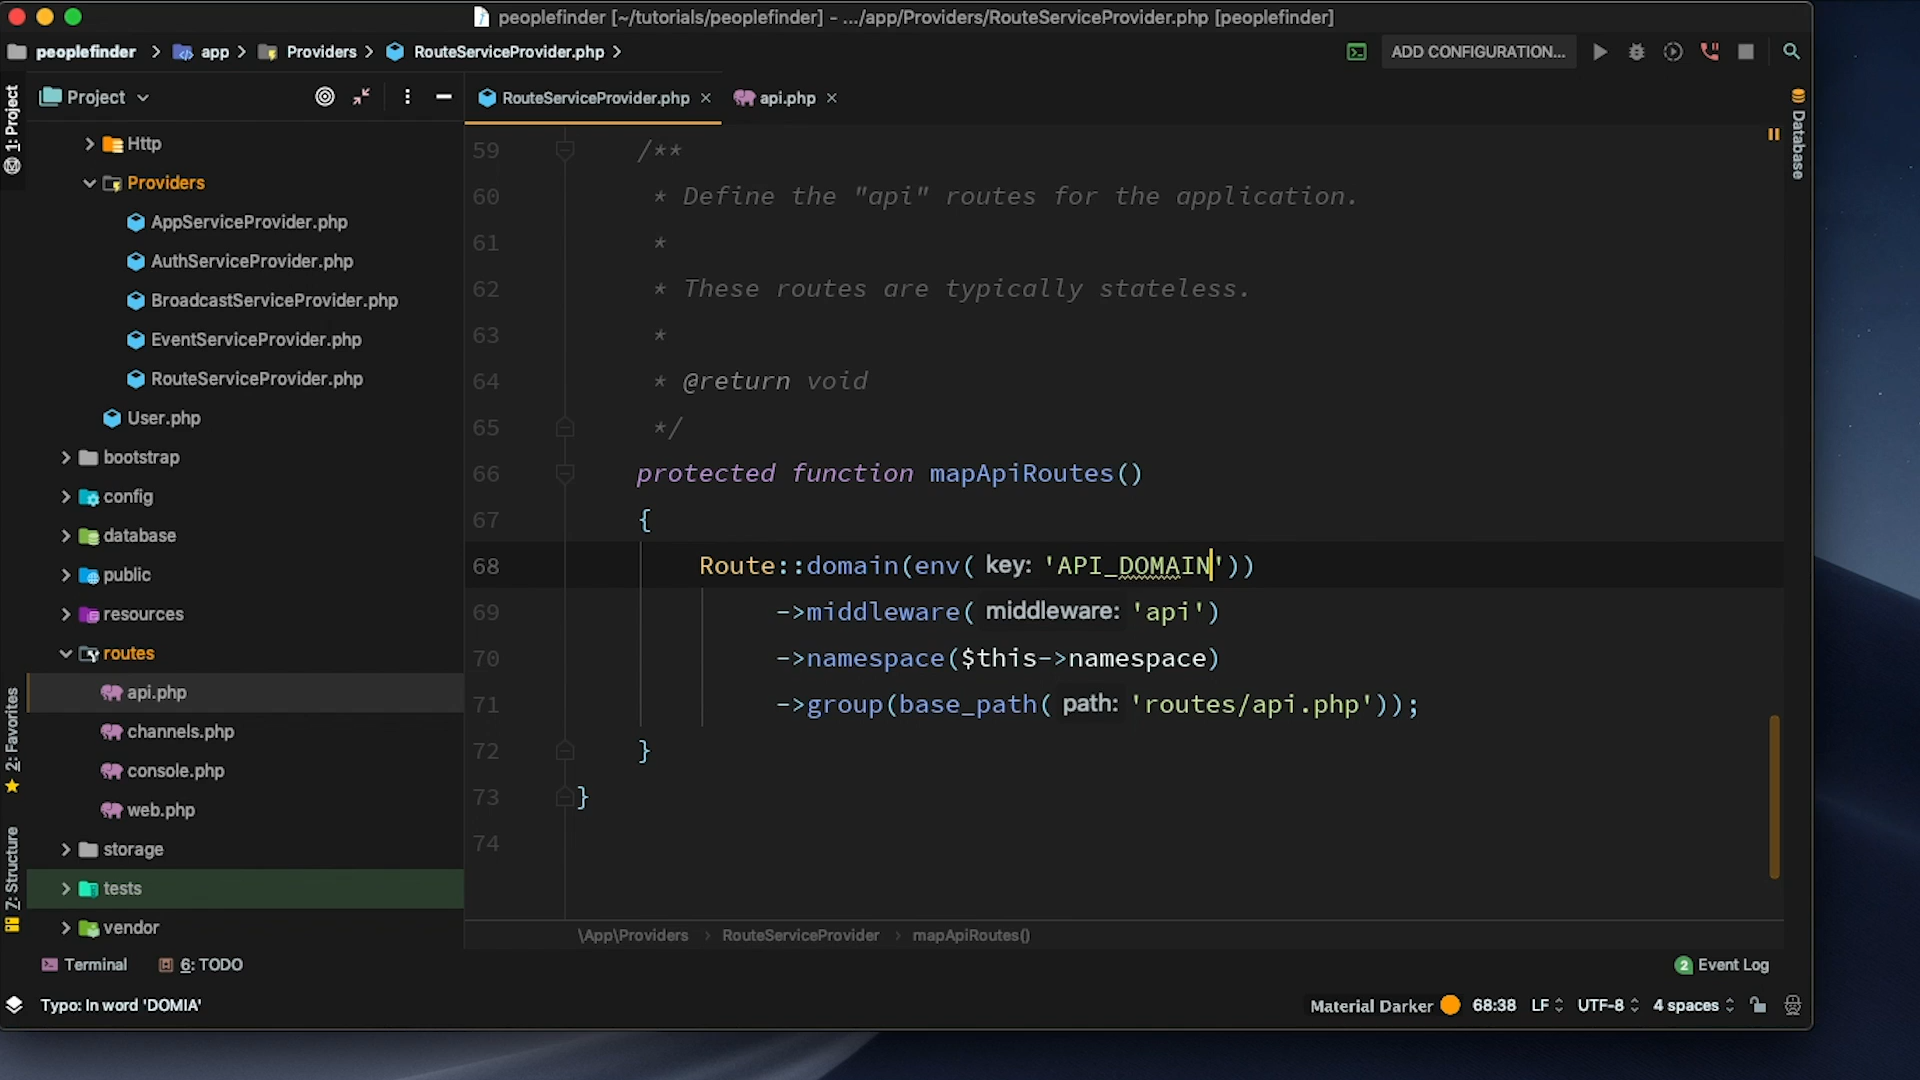 peoplefinder [~/tutorials/peoplefinder] - .../app/Providers/RouteServiceProvider.php [peoplefinder]
peoplefinder app Providers RouteServiceProvider.php
ADD CONFIGURATION...
1: Project
Project
RouteServiceProvider.php
api.php
Database
Http
Providers
AppServiceProvider.php
AuthServiceProvider.php
BroadcastServiceProvider.php
EventServiceProvider.php
RouteServiceProvider.php
User.php
bootstrap
config
database
public
resources
routes
api.php
channels.php
console.php
web.php
storage
tests
vendor
2: Favorites
7: Structure
59 /**
60 * Define the "api" routes for the application.
61 *
62 * These routes are typically stateless.
63 *
64 * @return void
65 */
66 protected function mapApiRoutes()
67 {
68 Route::domain(env( key: 'API_DOMAIN'))
69 ->middleware( middleware: 'api')
70 ->namespace($this->namespace)
71 ->group(base_path( path: 'routes/api.php'));
72 }
73 }
74
\App\Providers RouteServiceProvider mapApiRoutes()
Terminal 6: TODO
2 Event Log
Typo: In word 'DOMIA'
Material Darker 68:38 LF UTF-8 4 spaces